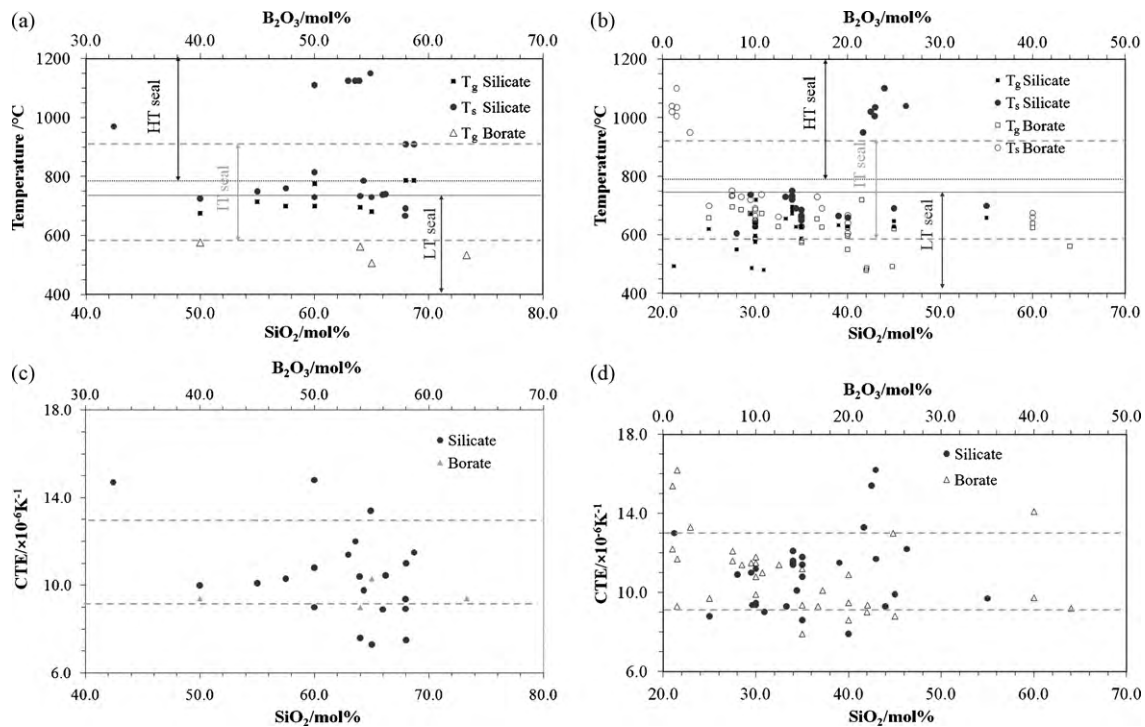 (a)
B₂O₃/mol%
30.0 40.0 50.0 60.0 70.0
1200
1000
800
600
400
Temperature /°C
HT seal
IT seal
LT seal
Tg Silicate
Ts Silicate
Tg Borate
40.0 50.0 60.0 70.0 80.0
SiO₂/mol%
(b)
B₂O₃/mol%
0.0 10.0 20.0 30.0 40.0 50.0
1200
1000
800
600
400
Temperature/°C
HT seal
IT seal
LT seal
Tg Silicate
Ts Silicate
Tg Borate
Ts Borate
20.0 30.0 40.0 50.0 60.0 70.0
SiO₂/mol%
(c)
B₂O₃/mol%
30.0 40.0 50.0 60.0 70.0
18.0
14.0
10.0
6.0
CTE/×10⁻⁶K⁻¹
Silicate
Borate
40.0 50.0 60.0 70.0 80.0
SiO₂/mol%
(d)
B₂O₃/mol%
0.0 10.0 20.0 30.0 40.0 50.0
18.0
14.0
10.0
6.0
CTE/×10⁻⁶K⁻¹
Silicate
Borate
20.0 30.0 40.0 50.0 60.0 70.0
SiO₂/mol%